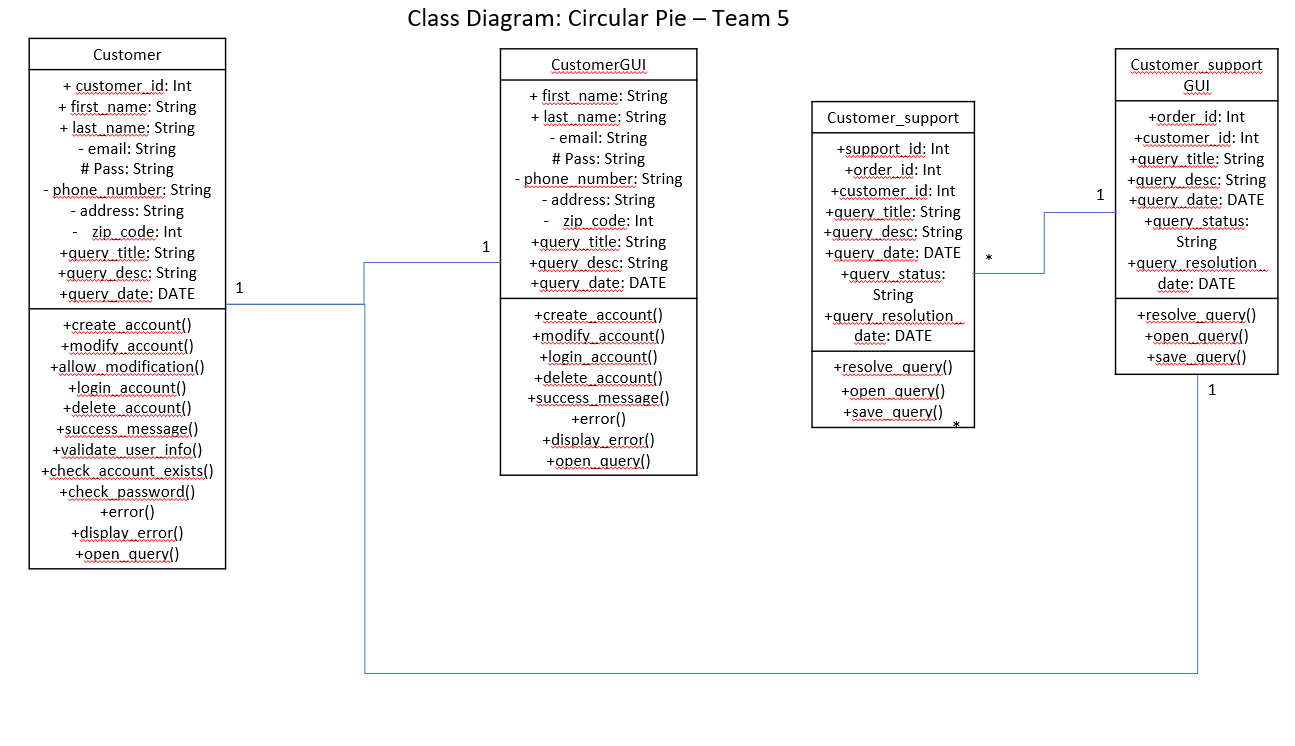 Class Diagram: Circular Pie – Team 5
Customer
+ customer_id: Int
+ first_name: String
+ last_name: String
- email: String
# Pass: String
- phone_number: String
- address: String
- zip_code: Int
+query_title: String
+query_desc: String
+query_date: DATE
+create_account()
+modify_account()
+allow_modification()
+login_account()
+delete_account()
+success_message()
+validate_user_info()
+check_account_exists()
+check_password()
+error()
+display_error()
+open_query()
1
1
CustomerGUI
+ first_name: String
+ last_name: String
- email: String
# Pass: String
- phone_number: String
- address: String
- zip_code: Int
+query_title: String
+query_desc: String
+query_date: DATE
+create_account()
+modify_account()
+login_account()
+delete_account()
+success_message()
+error()
+display_error()
+open_query()
Customer_support
+support_id: Int
+order_id: Int
+customer_id: Int
+query_title: String
+query_desc: String
+query_date: DATE
+query_status:
String
+query_resolution_
date: DATE
+resolve_query()
+open_query()
+save_query()
*
*
1
Customer_support
GUI
+order_id: Int
+customer_id: Int
+query_title: String
+query_desc: String
+query_date: DATE
+query_status:
String
+query_resolution_
date: DATE
+resolve_query()
+open_query()
+save_query()
1